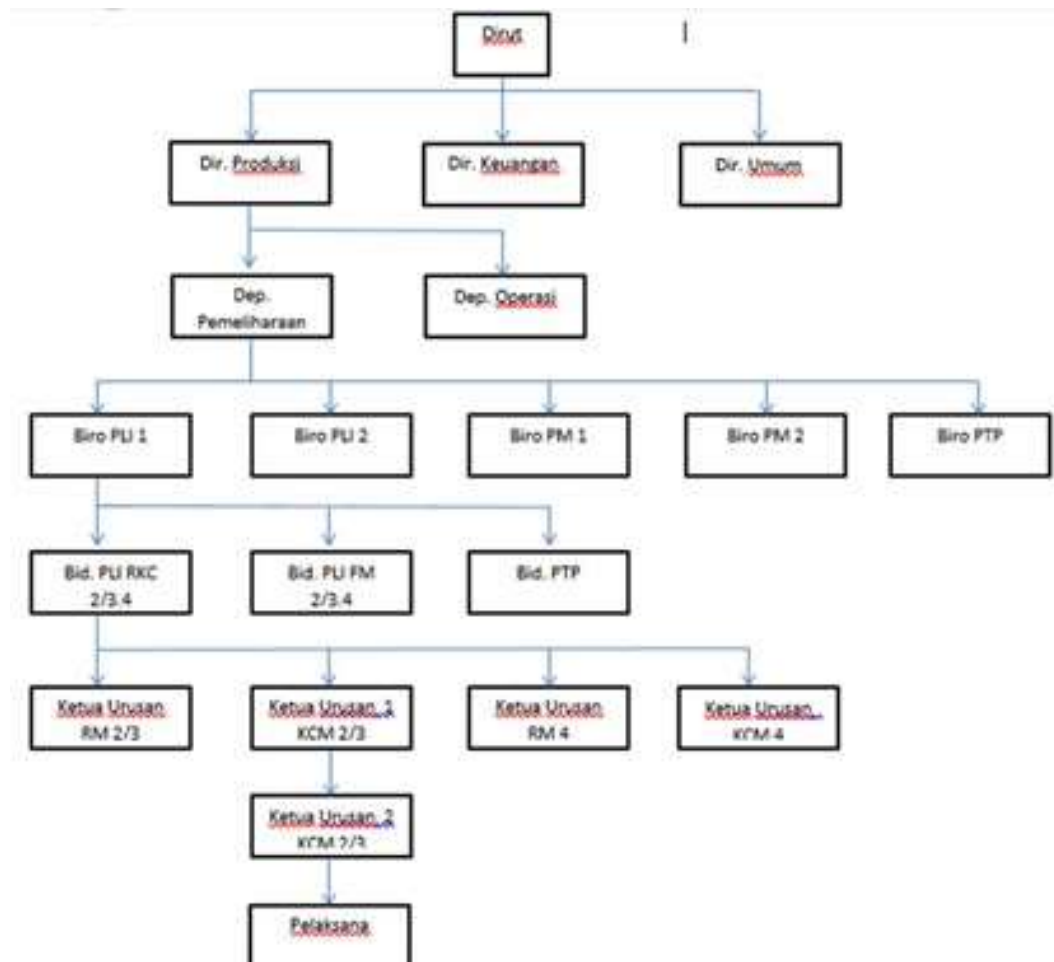 Dirut
Dir. Produksi
Dir. Keuangan
Dir. Umum
Dep.
Pemeliharaan
Dep. Operasi
Biro PLI 1
Biro PLI 2
Biro PM 1
Biro PM 2
Biro PTP
Bid. PLI RKC
2/3.4
Bid. PLI FM
2/3.4
Bid. PTP
Ketua Urusan
RM 2/3
Ketua Urusan 1
KCM 2/3
Ketua Urusan
RM 4
Ketua Urusan
KCM 4
Ketua Urusan 2
KCM 2/3
Pelaksana